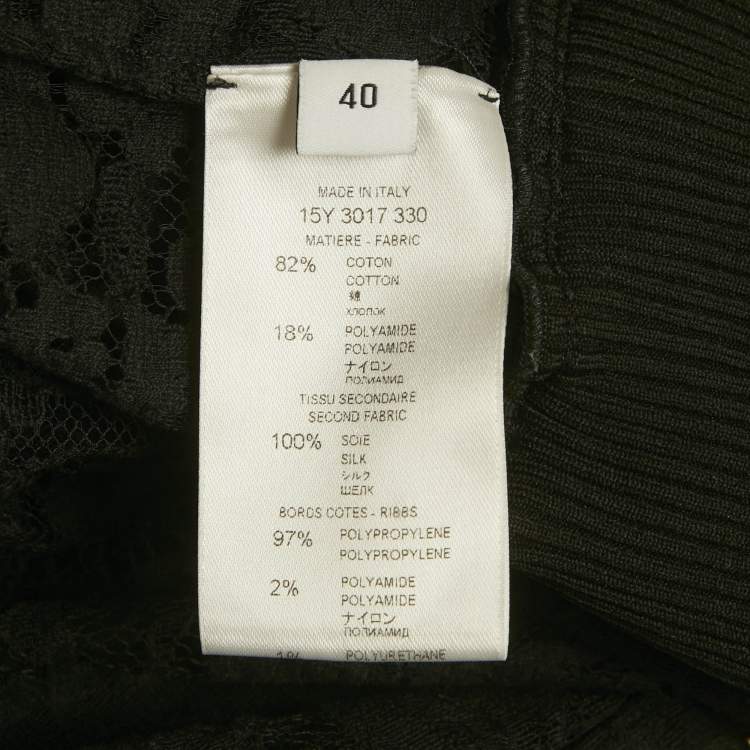 40
MADE IN ITALY
15Y 3017 330
MATIERE - FABRIC
82% COTON
COTTON
綿
ХЛОПОК
18% POLYAMIDE
POLYAMIDE
ナイロン
ПОЛИАМИД
TISSU SECONDAIRE
SECOND FABRIC
100% SOIE
SILK
シルク
ШЕЛК
BORDS COTES - RIBBS
97% POLYPROPYLENE
POLYPROPYLENE
2% POLYAMIDE
POLYAMIDE
ナイロン
ПОЛИАМИД
1% POLYURETHANE